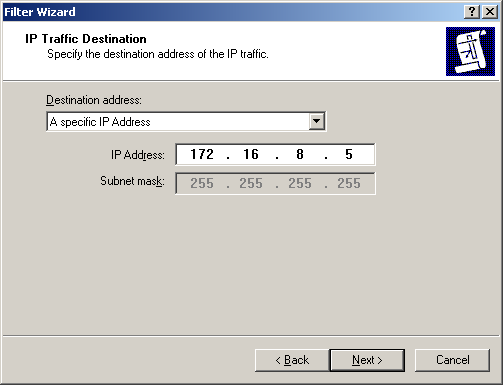 Filter Wizard
IP Traffic Destination
Specify the destination address of the IP traffic.
Destination address:
A specific IP Address
IP Address: 172 . 16 . 8 . 5
Subnet mask: 255 . 255 . 255 . 255
< Back Next > Cancel